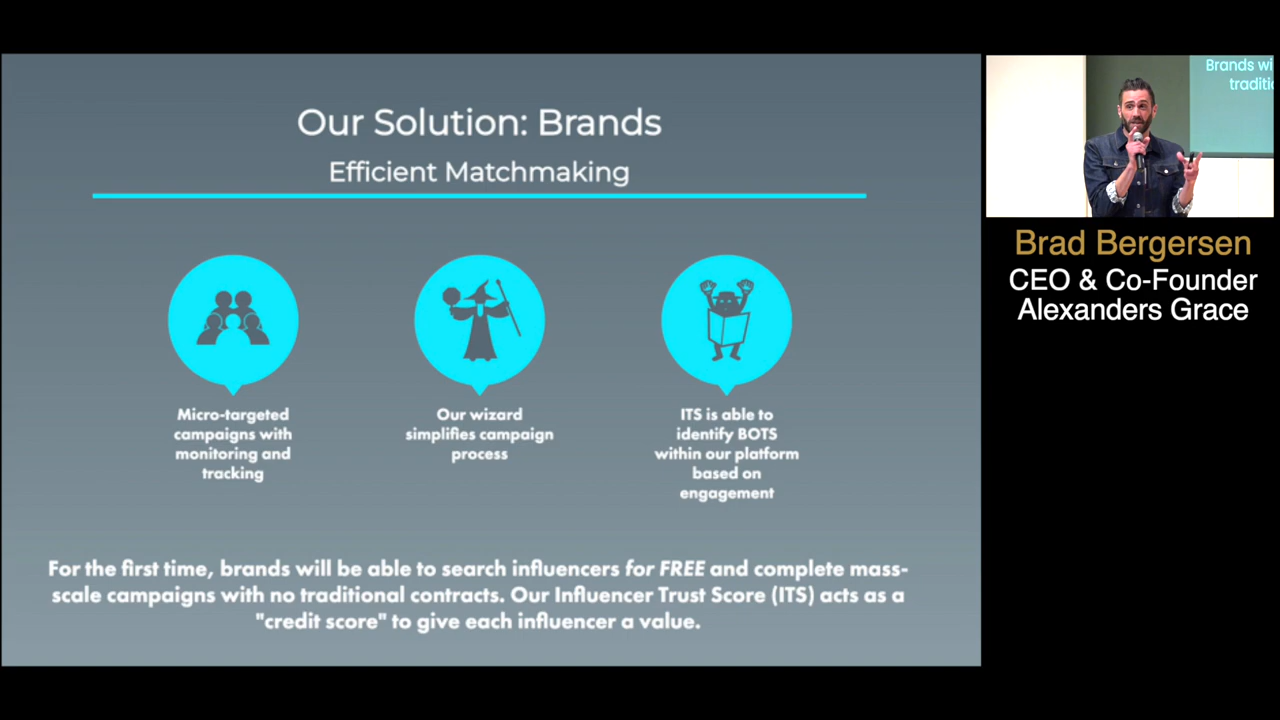 Our Solution: Brands
Efficient Matchmaking
Micro-targeted
campaigns with
monitoring and
tracking
Our wizard
simplifies campaign
process
ITS is able to
identify BOTS
within our platform
based on
engagement
For the first time, brands will be able to search influencers for FREE and complete mass-
scale campaigns with no traditional contracts. Our Influencer Trust Score (ITS) acts as a
"credit score" to give each influencer a value.
Brands wi
traditi
Brad Bergersen
CEO & Co-Founder
Alexanders Grace